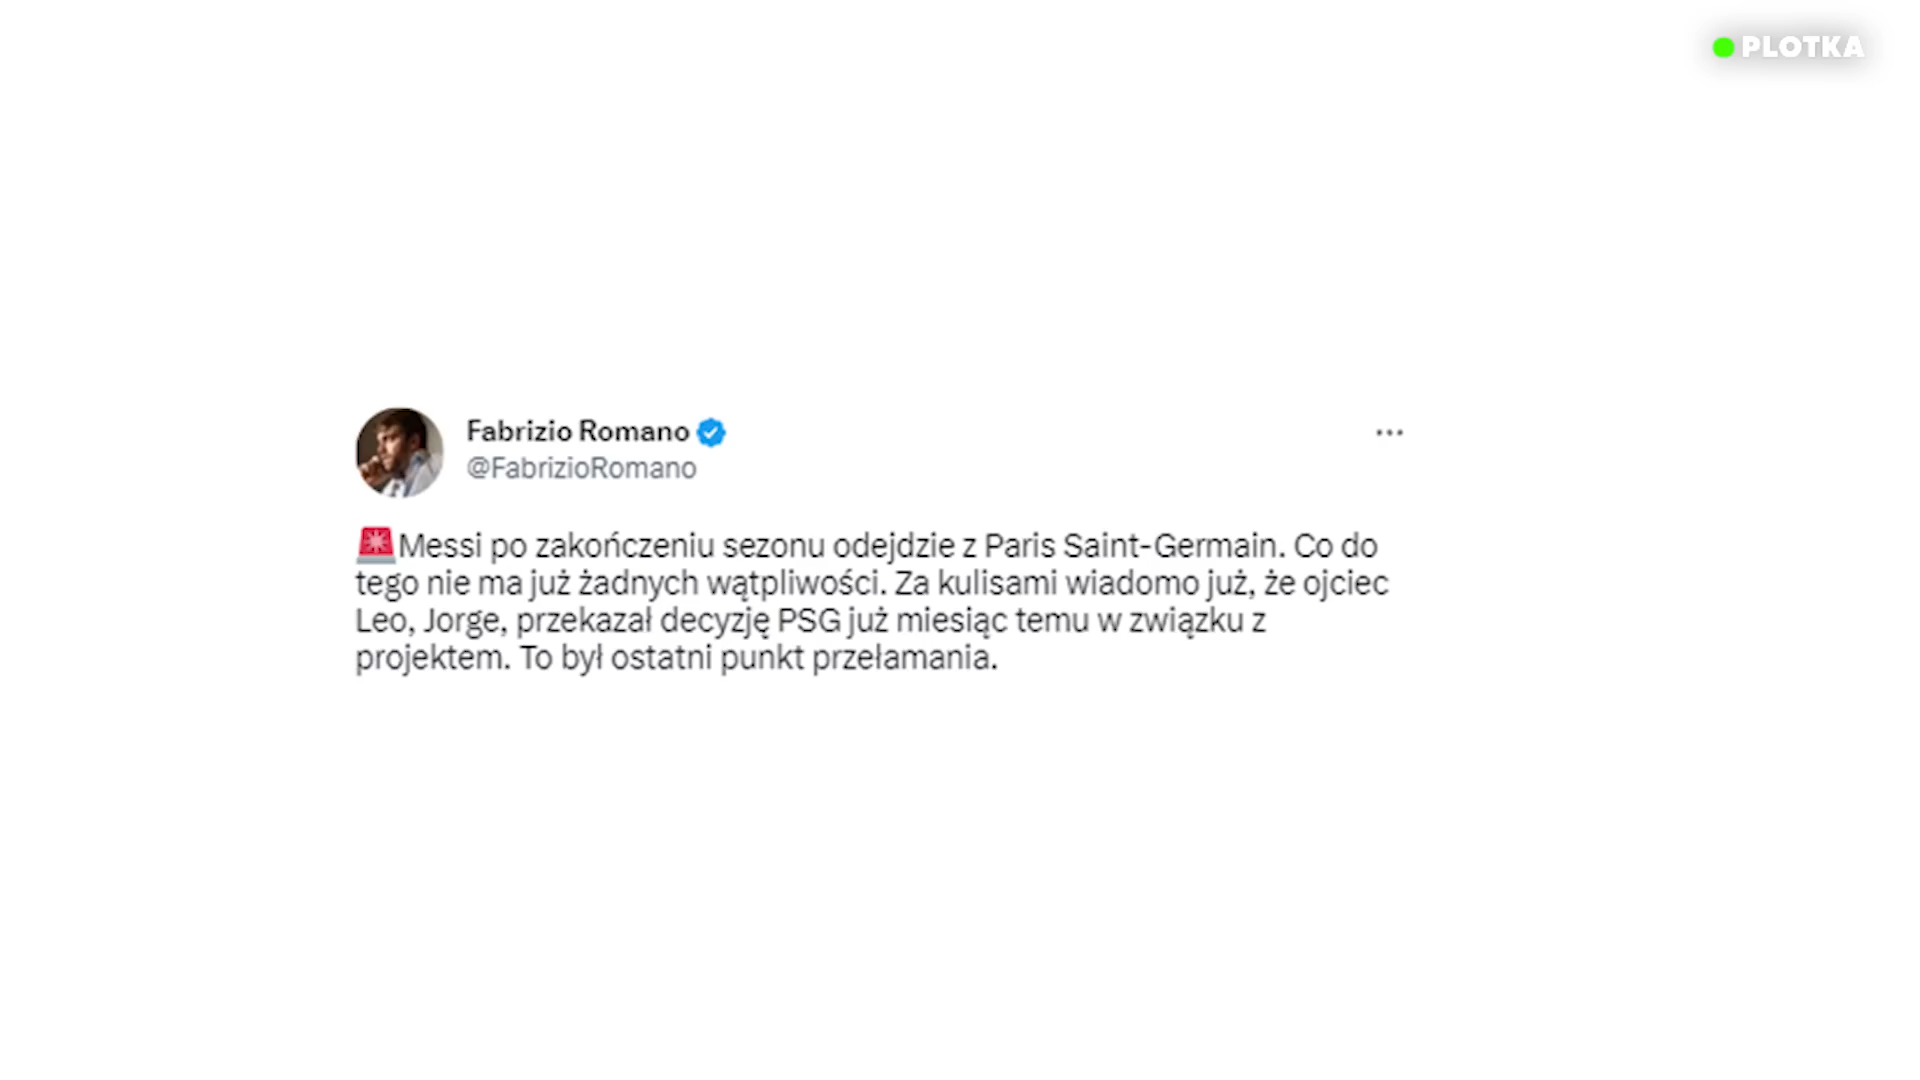 PLOTKA
Fabrizio Romano
@FabrizioRomano
🚨Messi po zakończeniu sezonu odejdzie z Paris Saint-Germain. Co do
tego nie ma już żadnych wątpliwości. Za kulisami wiadomo już, że ojciec
Leo, Jorge, przekazał decyzję PSG już miesiąc temu w związku z
projektem. To był ostatni punkt przełamania.